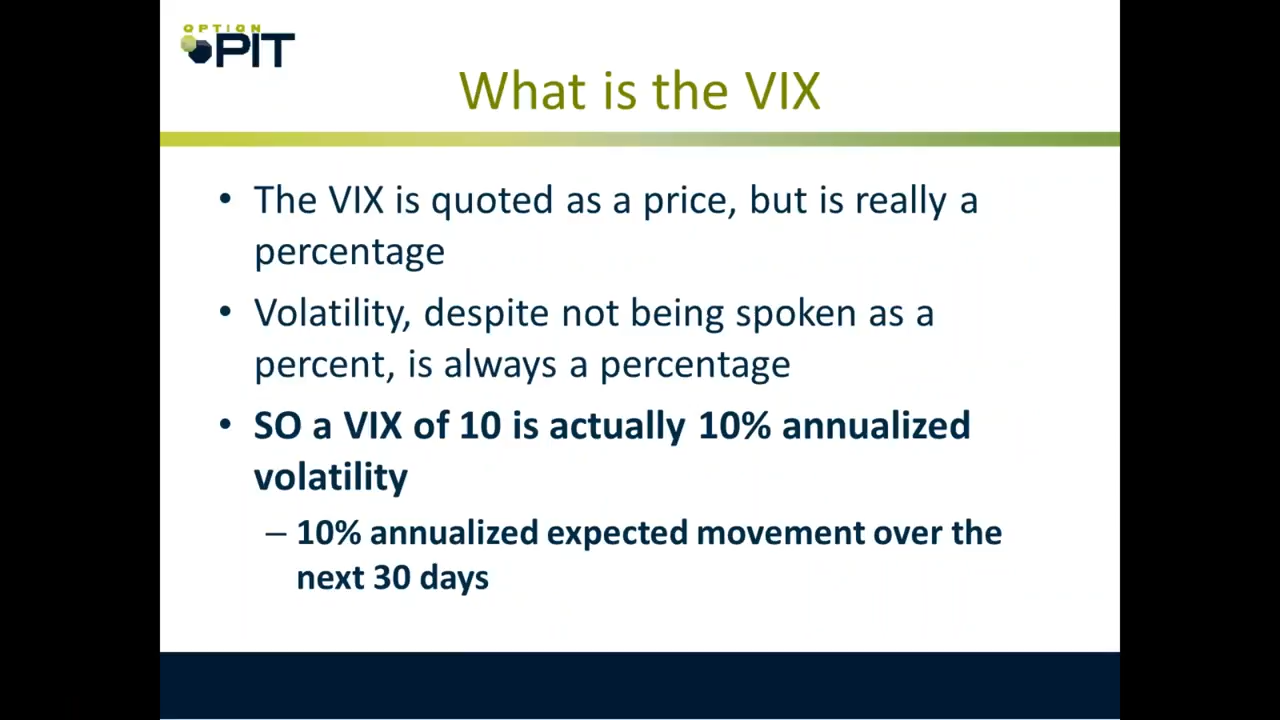 OPTION
PIT
What is the VIX
• The VIX is quoted as a price, but is really a
percentage
• Volatility, despite not being spoken as a
percent, is always a percentage
• SO a VIX of 10 is actually 10% annualized
volatility
– 10% annualized expected movement over the
next 30 days